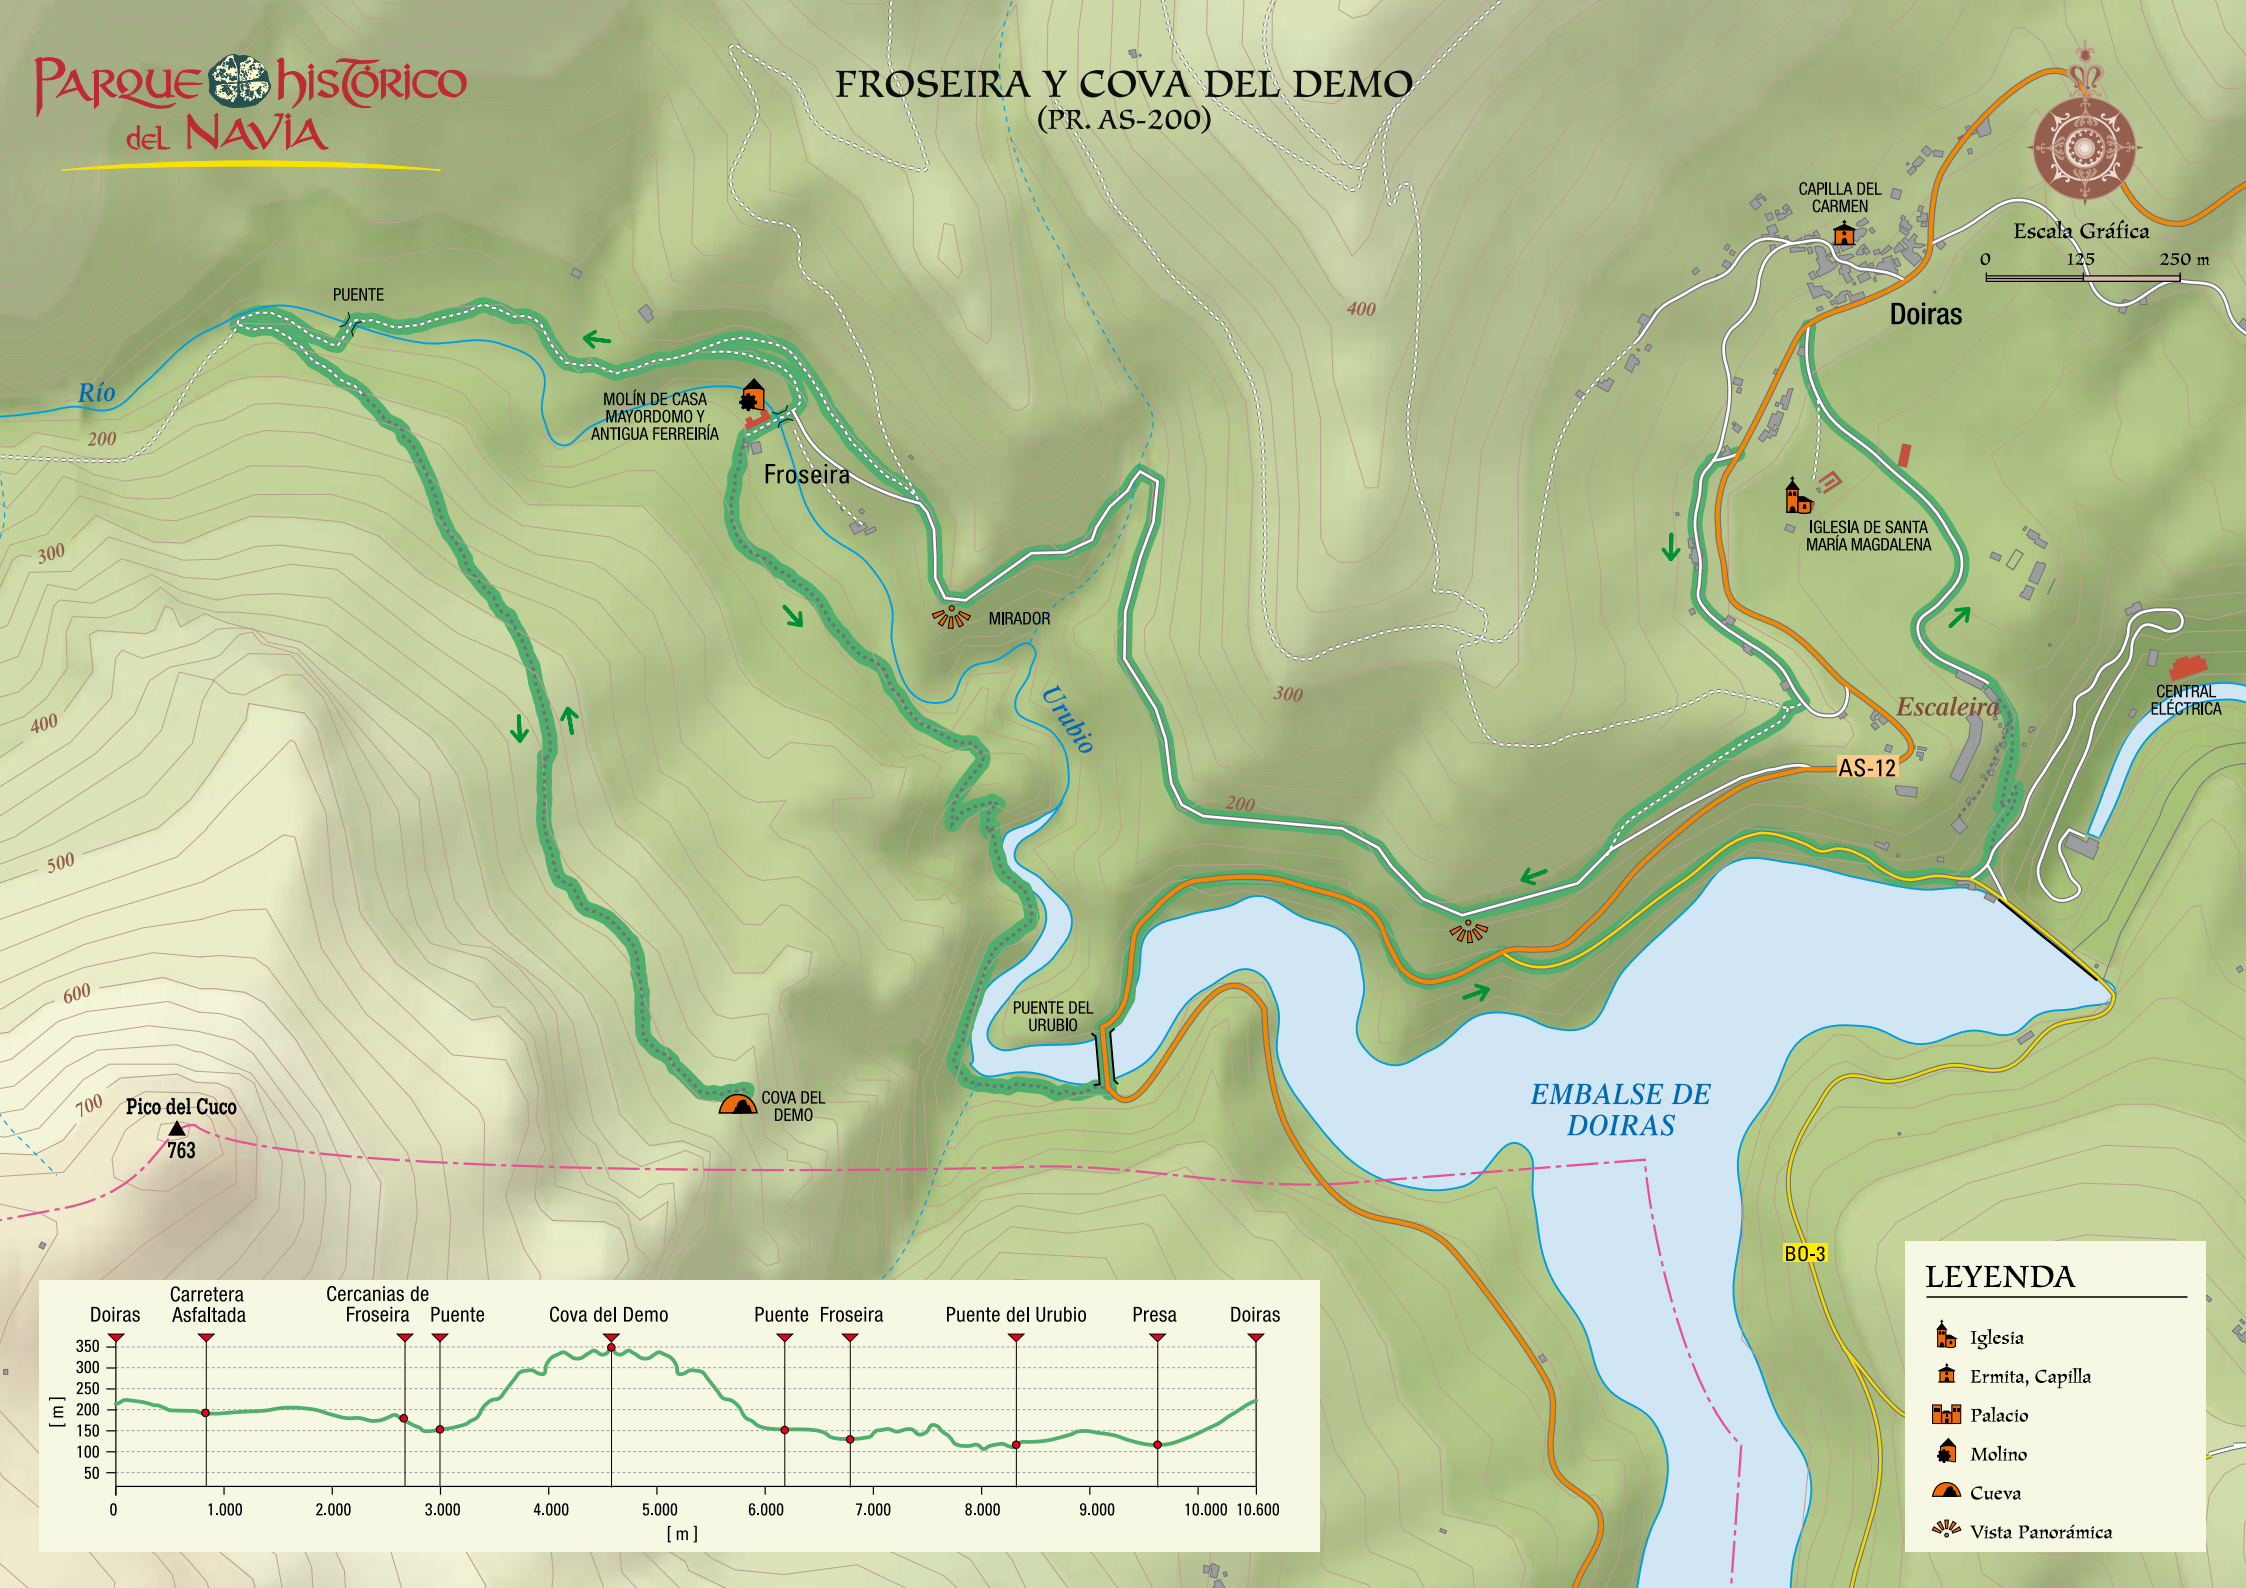 PARQUE HISTÓRICO
del NAVIA
FROSEIRA Y COVA DEL DEMO
(PR. AS-200)
Escala Gráfica
0 125 250 m
CAPILLA DEL
CARMEN
Doiras
PUENTE
Río
200
MOLÍN DE CASA
MAYORDOMO Y
ANTIGUA FERREIRÍA
Froseira
400
IGLESIA DE SANTA
MARÍA MAGDALENA
300
MIRADOR
Urubio
300
400
Escaleira
CENTRAL
ELÉCTRICA
AS-12
200
500
600
PUENTE DEL
URUBIO
700
Pico del Cuco
763
COVA DEL
DEMO
EMBALSE DE
DOIRAS
BO-3
LEYENDA
Iglesia
Ermita, Capilla
Palacio
Molino
Cueva
Vista Panorámica
Doiras
Carretera
Asfaltada
Cercanias de
Froseira
Puente
Cova del Demo
Puente
Froseira
Puente del Urubio
Presa
Doiras
350
300
250
200
150
100
50
[ m ]
0 1.000 2.000 3.000 4.000 5.000 6.000 7.000 8.000 9.000 10.000 10.600
[ m ]